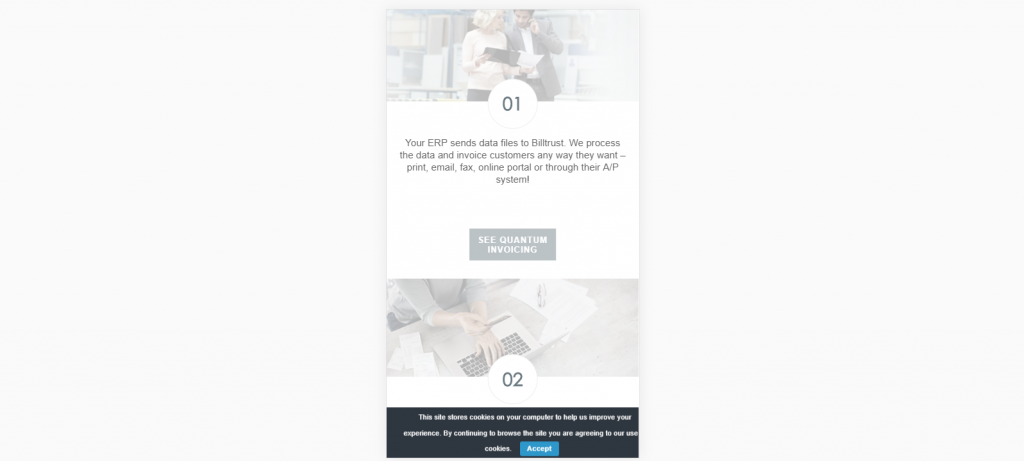 01
Your ERP sends data files to Billtrust. We process
the data and invoice customers any way they want –
print, email, fax, online portal or through their A/P
system!
SEE QUANTUM
INVOICING
02
This site stores cookies on your computer to help us improve your
experience. By continuing to browse the site you are agreeing to our use
cookies. Accept